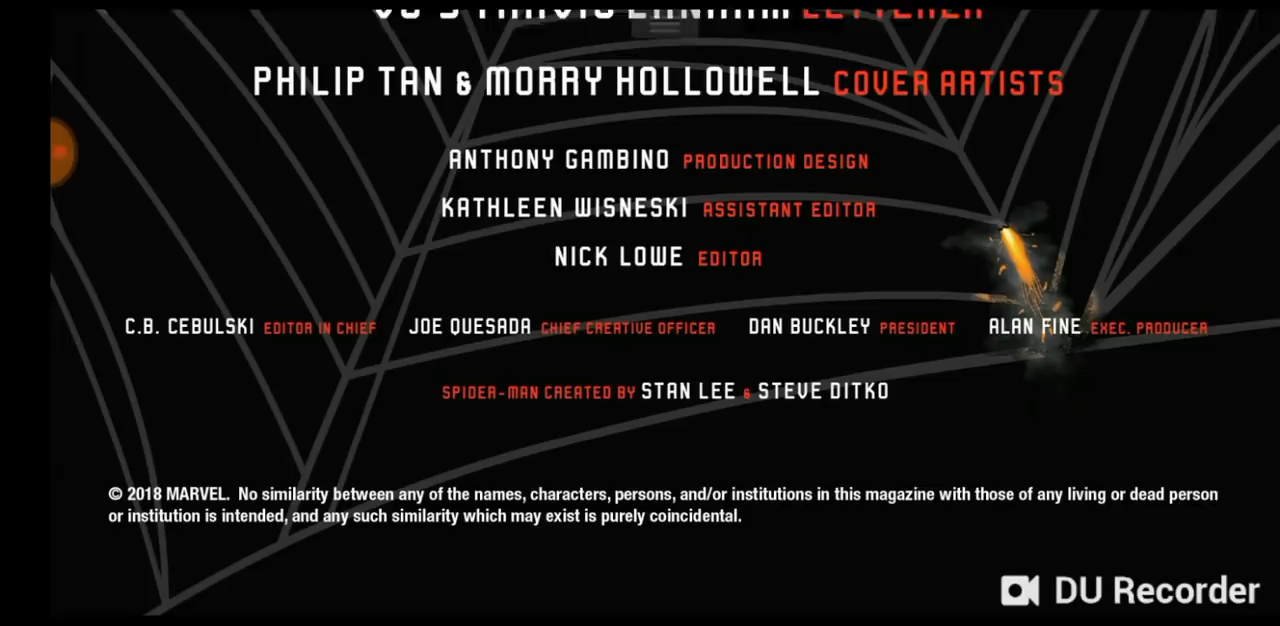 VC'S TRAVIS LANHAM LETTERER
PHILIP TAN & MORRY HOLLOWELL COVER ARTISTS
ANTHONY GAMBINO PRODUCTION DESIGN
KATHLEEN WISNESKI ASSISTANT EDITOR
NICK LOWE EDITOR
C.B. CEBULSKI EDITOR IN CHIEF JOE QUESADA CHIEF CREATIVE OFFICER DAN BUCKLEY PRESIDENT ALAN FINE EXEC. PRODUCER
SPIDER-MAN CREATED BY STAN LEE & STEVE DITKO
© 2018 MARVEL. No similarity between any of the names, characters, persons, and/or institutions in this magazine with those of any living or dead person
or institution is intended, and any such similarity which may exist is purely coincidental.
DU Recorder